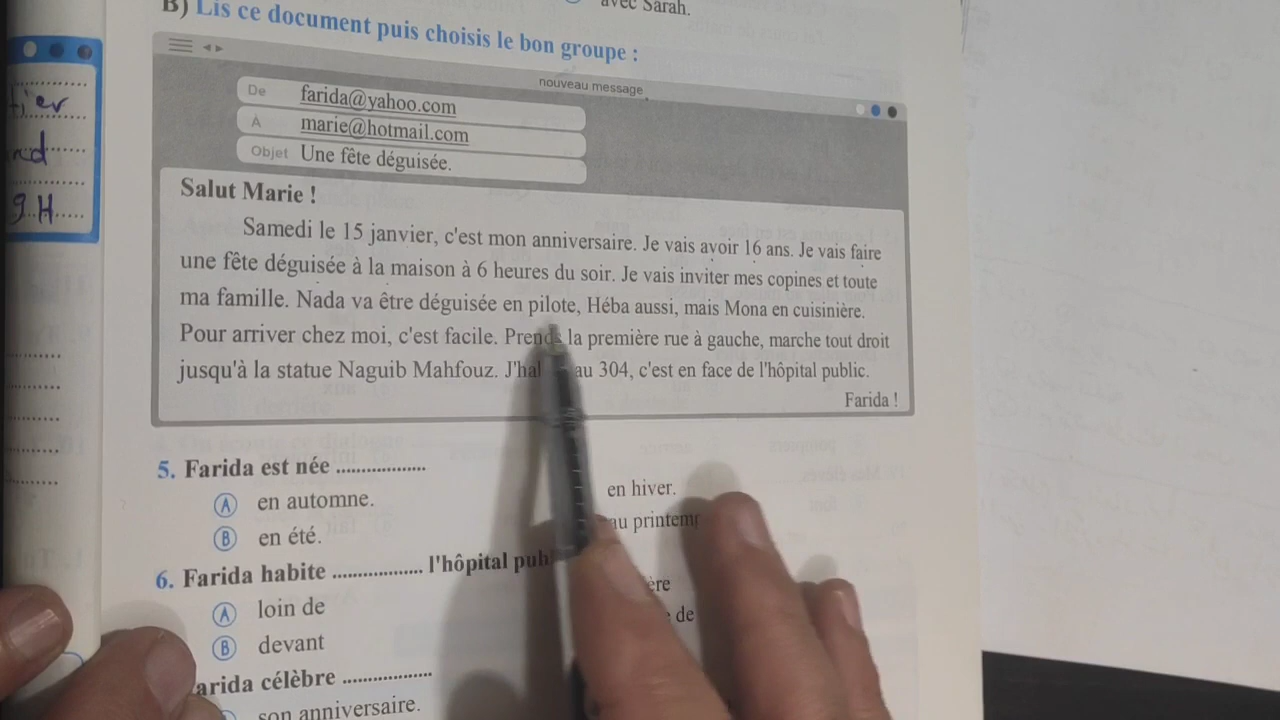 avec Sarah.
B) Lis ce document puis choisis le bon groupe :
nouveau message
De farida@yahoo.com
À marie@hotmail.com
Objet Une fête déguisée.
Salut Marie !
Samedi le 15 janvier, c'est mon anniversaire. Je vais avoir 16 ans. Je vais faire
une fête déguisée à la maison à 6 heures du soir. Je vais inviter mes copines et toute
ma famille. Nada va être déguisée en pilote, Héba aussi, mais Mona en cuisinière.
Pour arriver chez moi, c'est facile. Prends la première rue à gauche, marche tout droit
jusqu'à la statue Naguib Mahfouz. J'hab au 304, c'est en face de l'hôpital public.
Farida !
5. Farida est née ..................
A en automne.
en hiver.
B en été.
au printemp
6. Farida habite .................. l'hôpital pub
A loin de
ère
B devant
de
arida célèbre ..................
son anniversaire.